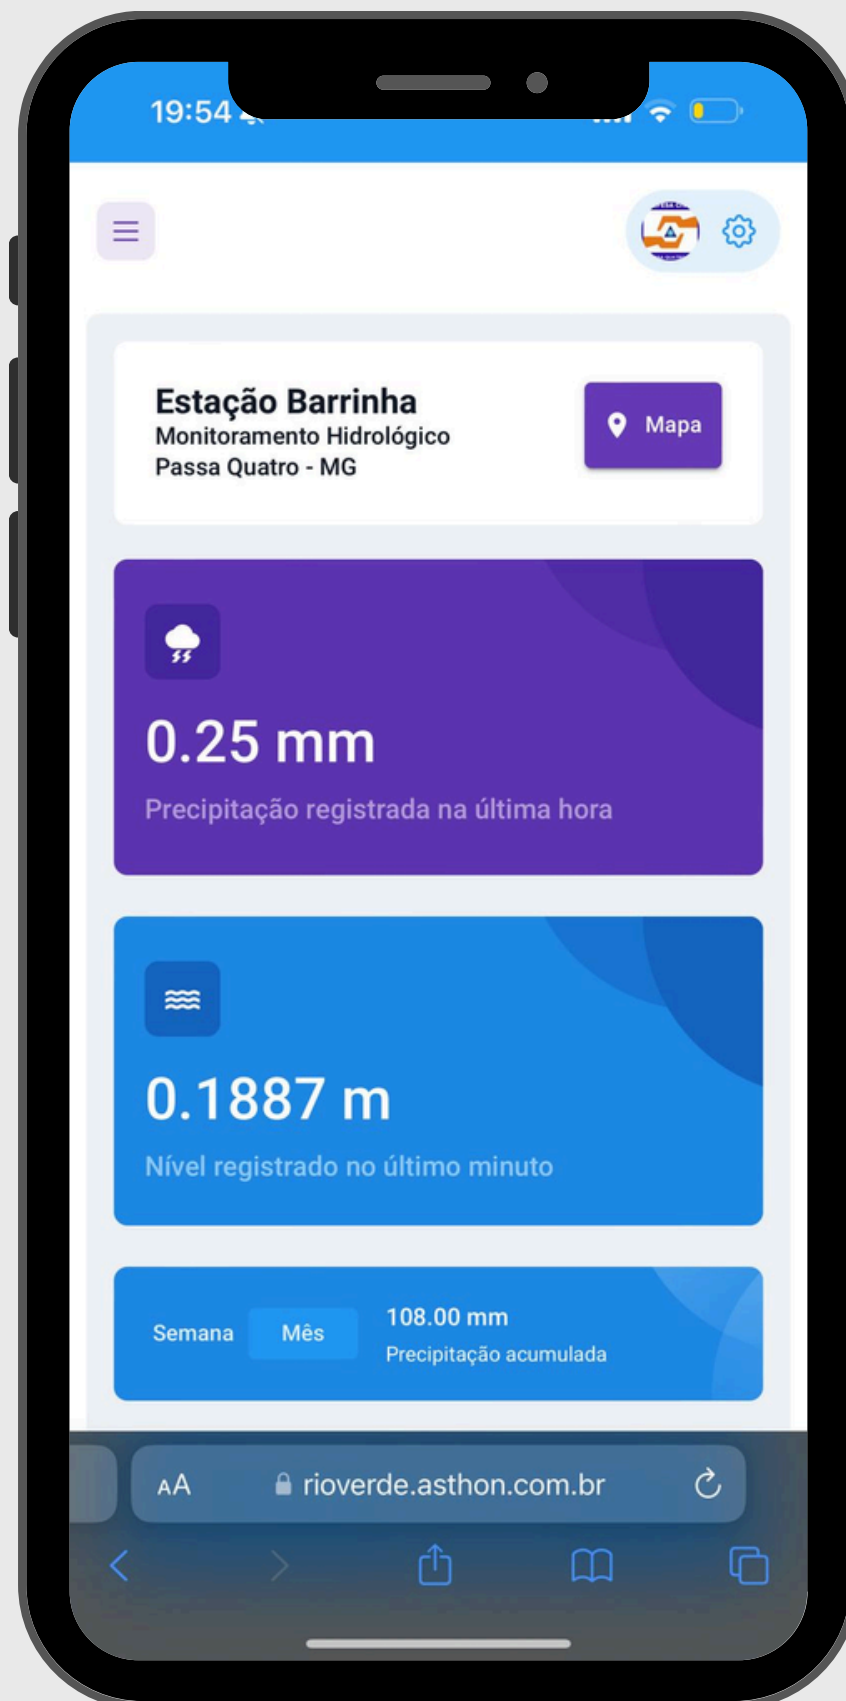 19:54
Estação Barrinha
Monitoramento Hidrológico
Passa Quatro - MG
Mapa
0.25 mm
Precipitação registrada na última hora
0.1887 m
Nível registrado no último minuto
Semana
Mês
108.00 mm
Precipitação acumulada
AA
rioverde.asthon.com.br